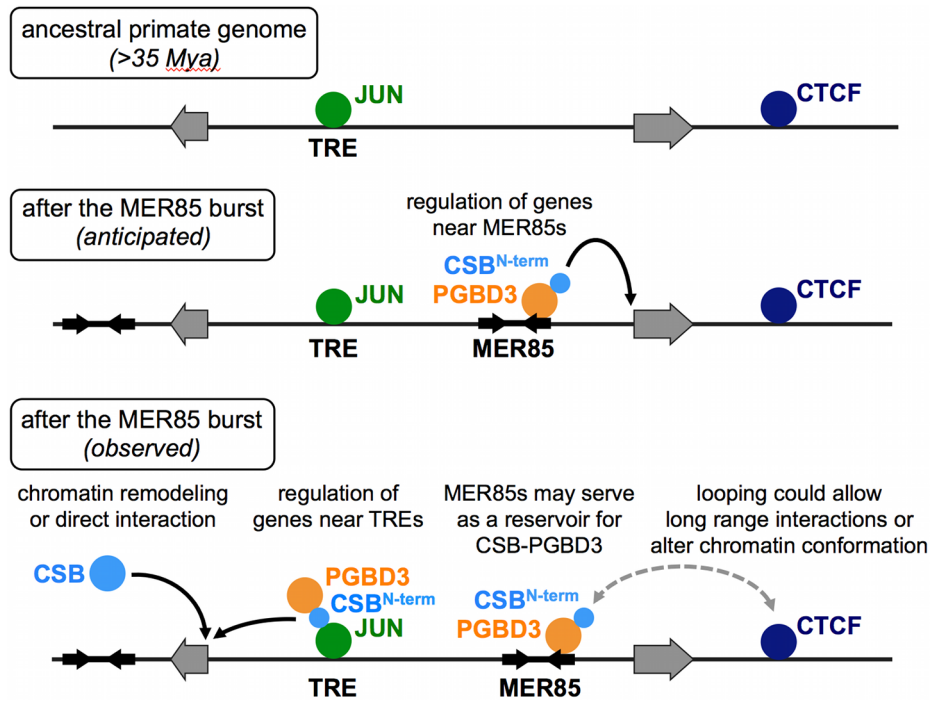 ancestral primate genome
(>35 Mya)
JUN
CTCF
TRE
after the MER85 burst
(anticipated)
regulation of genes
near MER85s
CSBN-term
PGBD3
JUN
CTCF
TRE
MER85
after the MER85 burst
(observed)
chromatin remodeling
or direct interaction
regulation of
genes near TREs
MER85s may serve
as a reservoir for
CSB-PGBD3
looping could allow
long range interactions or
alter chromatin conformation
CSB
PGBD3
CSBN-term
JUN
CSBN-term
PGBD3
CTCF
TRE
MER85